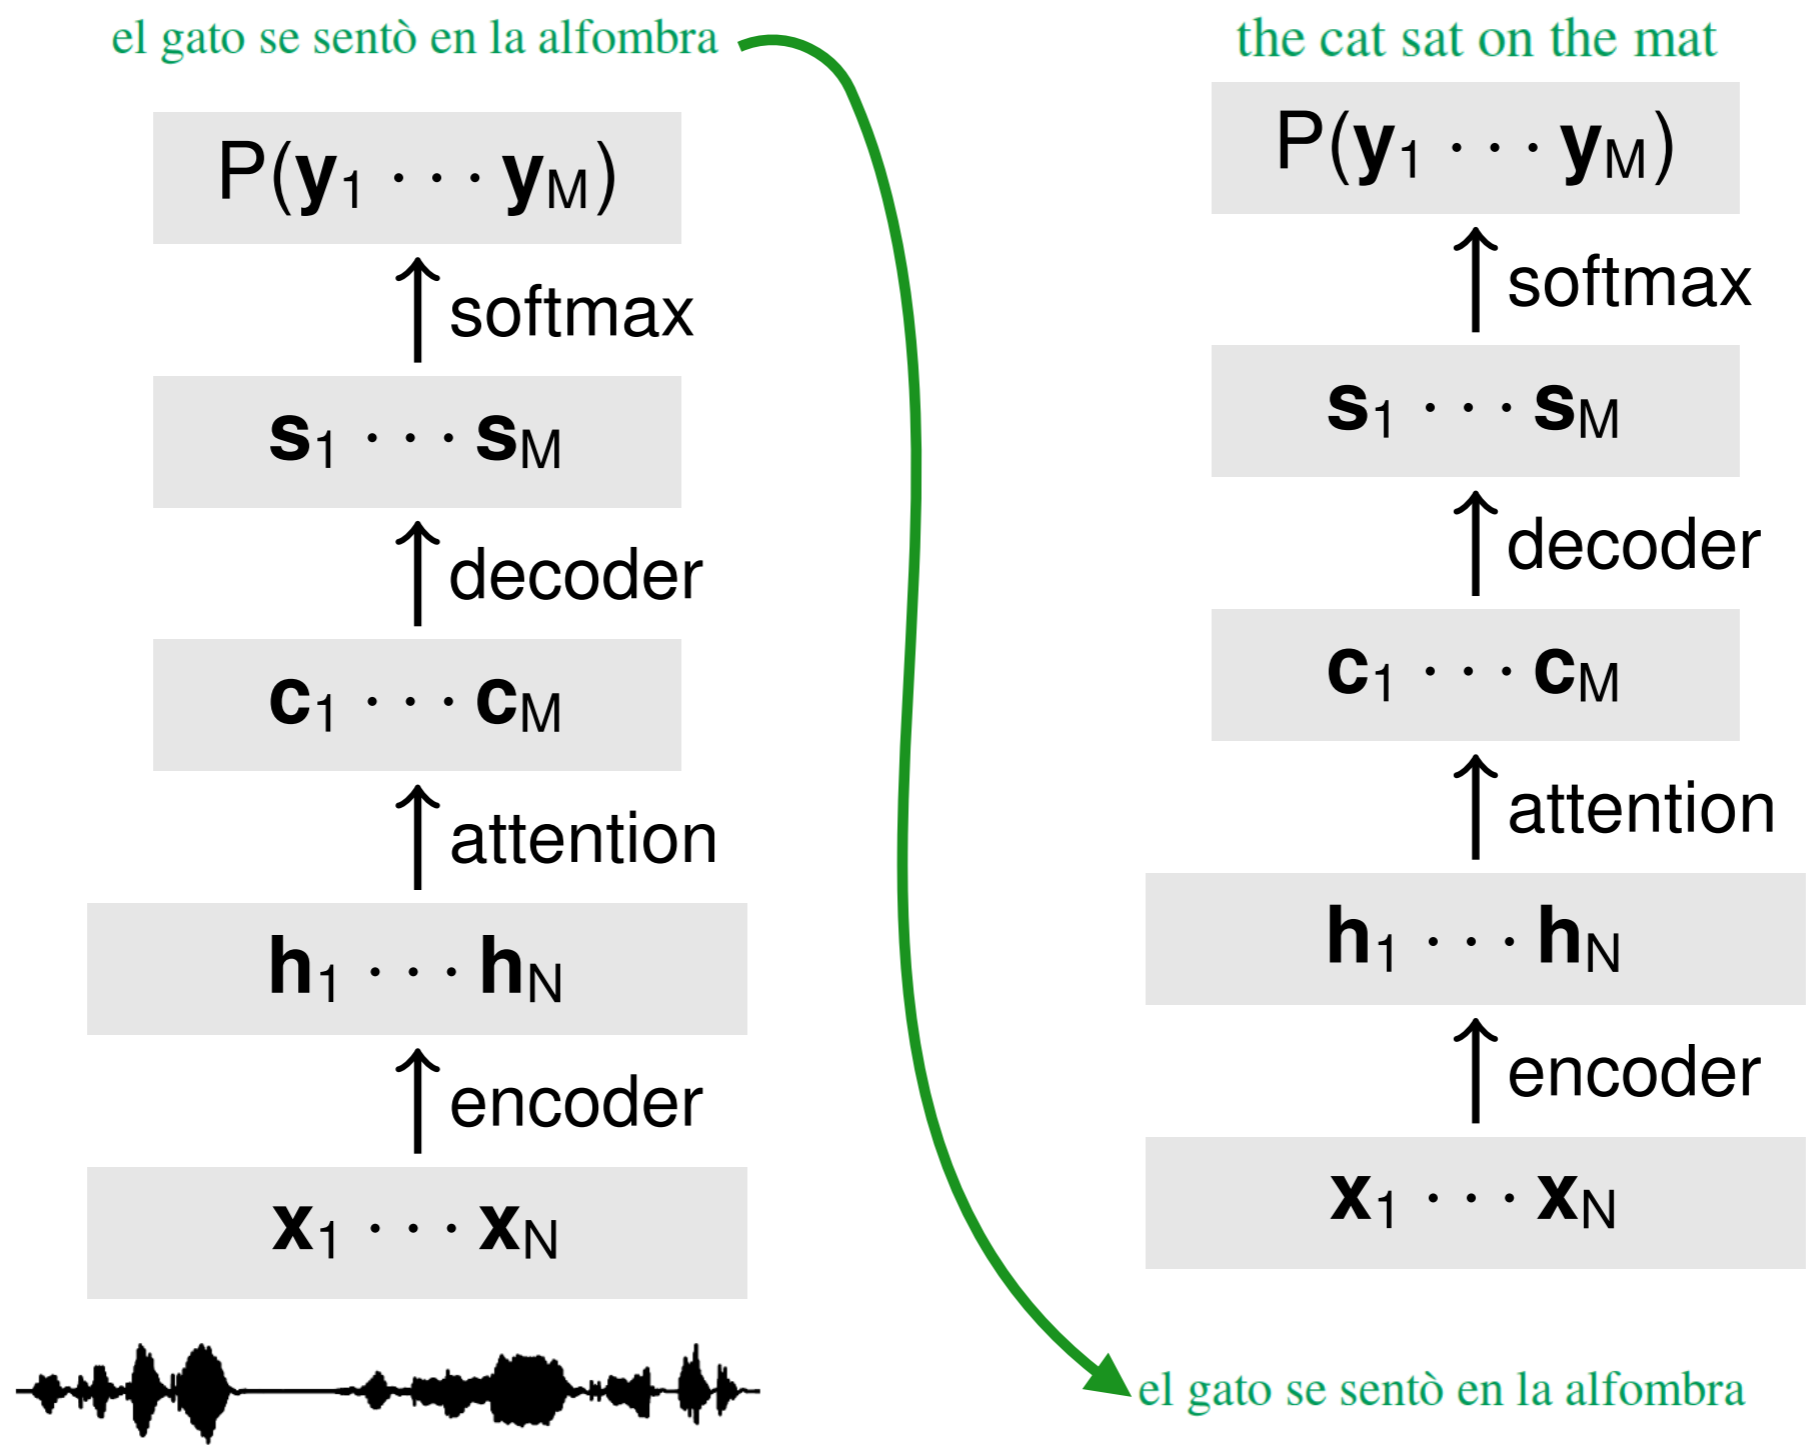 el gato se sentò en la alfombra
P(y1 · · · yM)
softmax
s1 · · · sM
decoder
c1 · · · cM
attention
h1 · · · hN
encoder
x1 · · · xN
the cat sat on the mat
P(y1 · · · yM)
softmax
s1 · · · sM
decoder
c1 · · · cM
attention
h1 · · · hN
encoder
x1 · · · xN
el gato se sentò en la alfombra